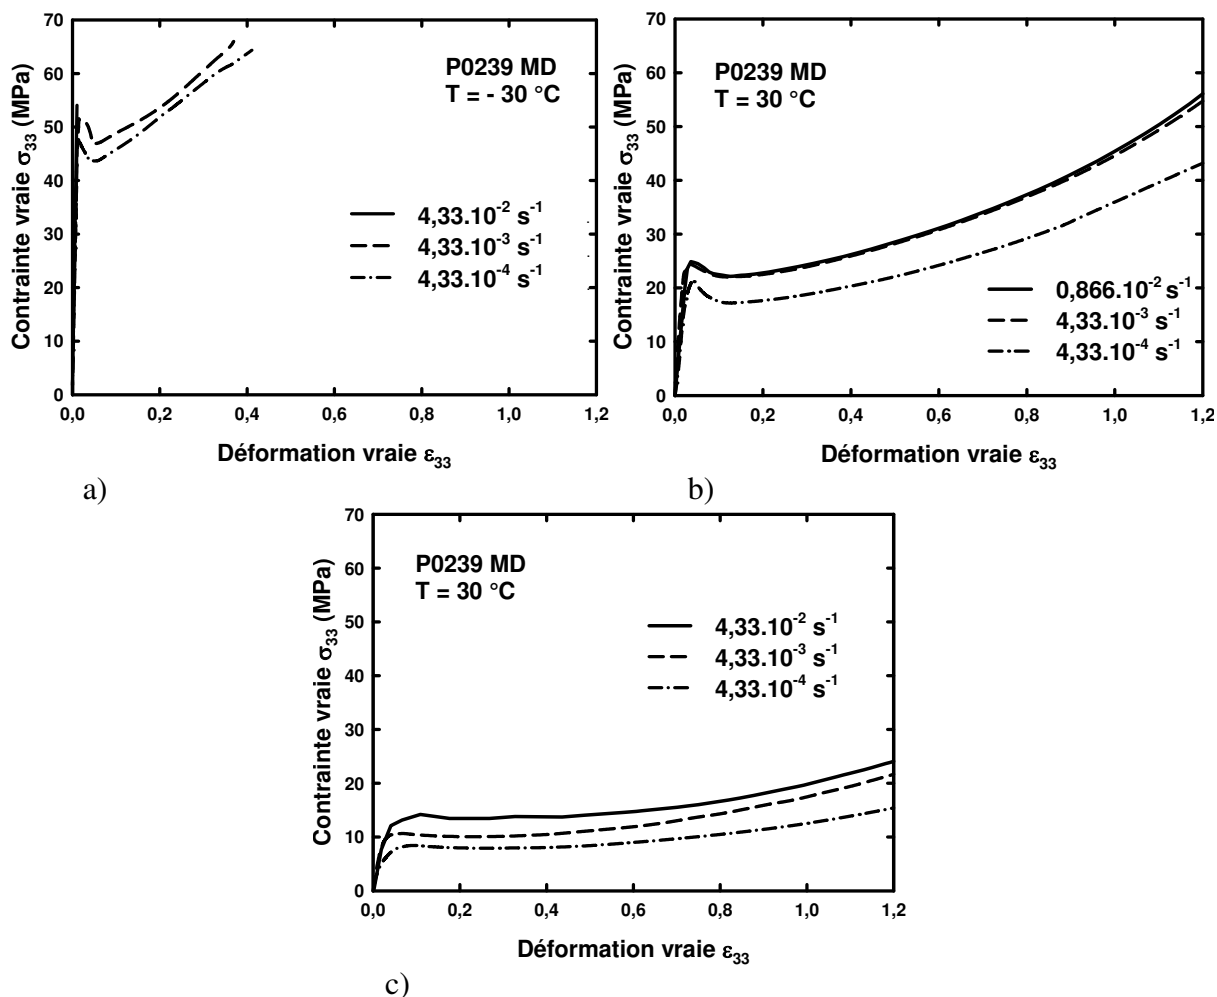 Contrainte vraie σ₃₃ (MPa)
70
60
50
40
30
20
10
0
P0239 MD
T = - 30 °C
4,33.10⁻² s⁻¹
4,33.10⁻³ s⁻¹
4,33.10⁻⁴ s⁻¹
0,0 0,2 0,4 0,6 0,8 1,0 1,2
Déformation vraie ε₃₃
a)
Contrainte vraie σ₃₃ (MPa)
70
60
50
40
30
20
10
0
P0239 MD
T = 30 °C
0,866.10⁻² s⁻¹
4,33.10⁻³ s⁻¹
4,33.10⁻⁴ s⁻¹
0,0 0,2 0,4 0,6 0,8 1,0 1,2
Déformation vraie ε₃₃
b)
Contrainte vraie σ₃₃ (MPa)
70
60
50
40
30
20
10
0
P0239 MD
T = 30 °C
4,33.10⁻² s⁻¹
4,33.10⁻³ s⁻¹
4,33.10⁻⁴ s⁻¹
0,0 0,2 0,4 0,6 0,8 1,0 1,2
Déformation vraie ε₃₃
c)